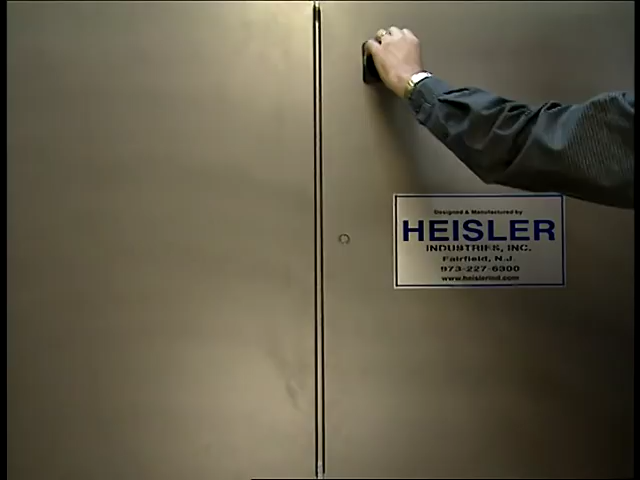 Designed & Manufactured by
HEISLER
INDUSTRIES, INC.
Fairfield, N.J.
973-227-6300
www.heislerind.com